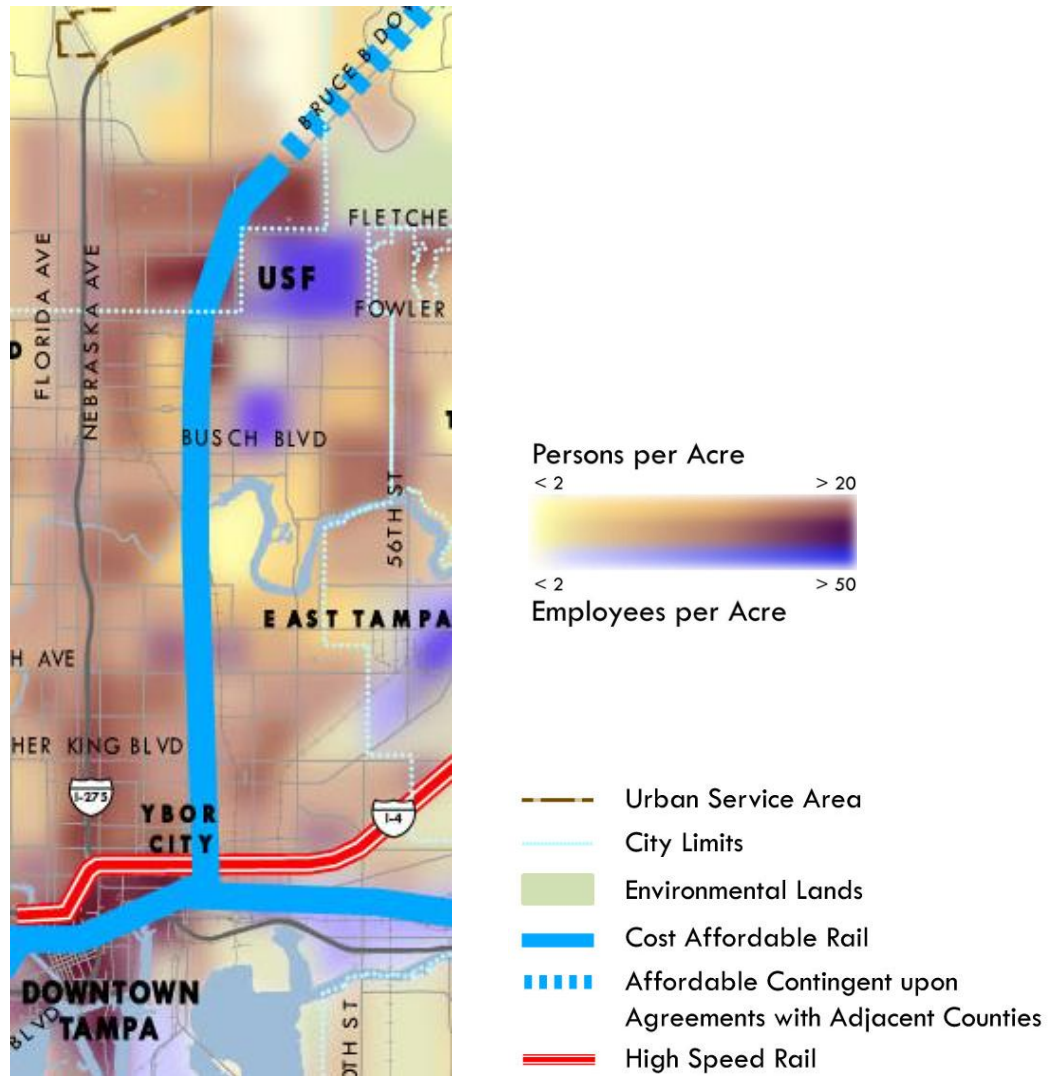 BRUCE B DO
FLETCHE
FLORIDA AVE
NEBRASKA AVE
USF
FOWLER
BUSCH BLVD
56TH ST
EAST TAMPA
H AVE
HER KING BLVD
I-275
YBOR
CITY
I-4
DOWNTOWN
TAMPA
BLVD
0TH ST
Persons per Acre
< 2 > 20
< 2 > 50
Employees per Acre
Urban Service Area
City Limits
Environmental Lands
Cost Affordable Rail
Affordable Contingent upon
Agreements with Adjacent Counties
High Speed Rail